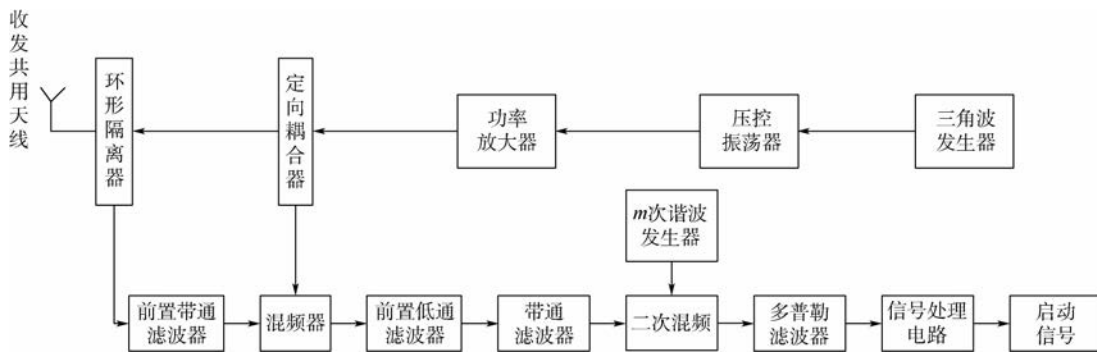 收发共用天线
环形隔离器
定向耦合器
功率
放大器
压控
振荡器
三角波
发生器
m次谐波
发生器
前置带通
滤波器
混频器
前置低通
滤波器
带通
滤波器
二次混频
多普勒
滤波器
信号处理
电路
启动
信号